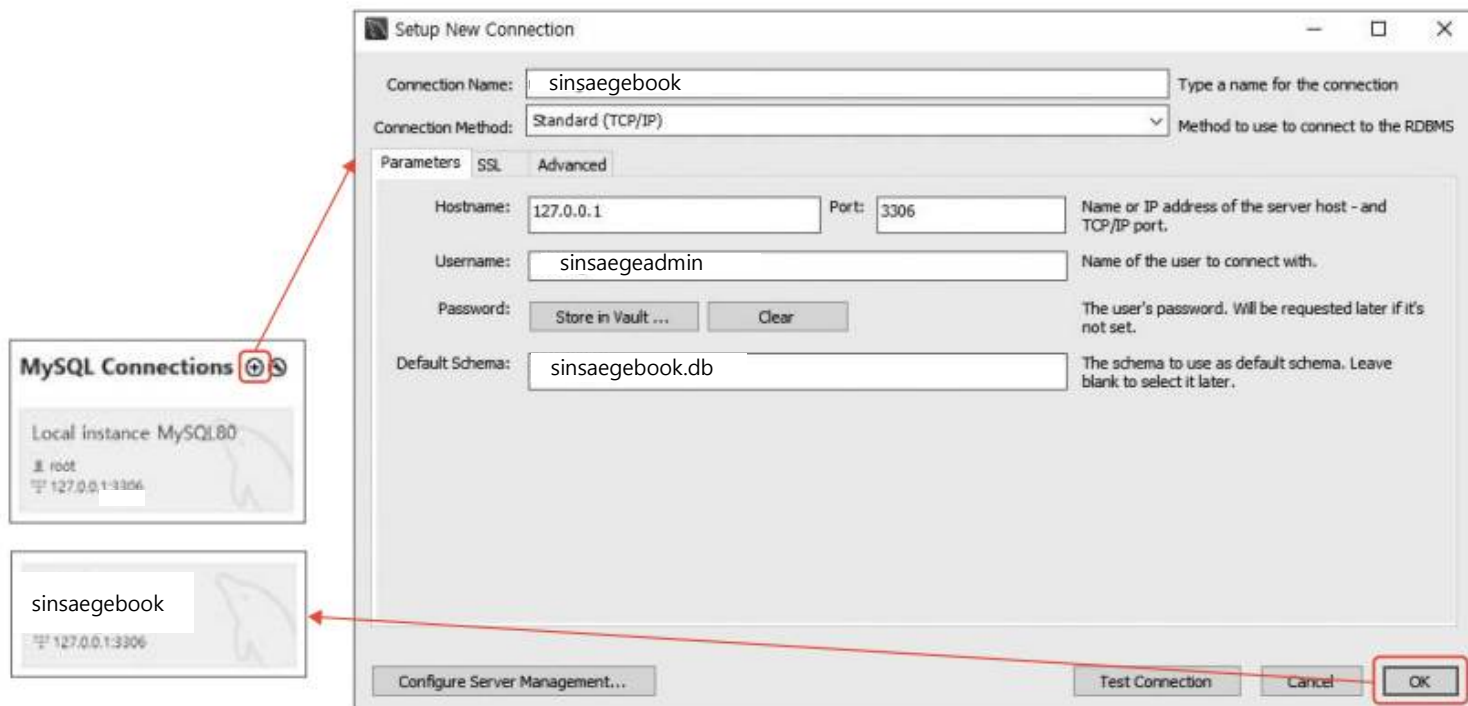 Setup New Connection
Connection Name: sinsaegebook Type a name for the connection
Connection Method: Standard (TCP/IP) Method to use to connect to the RDBMS
Parameters SSL Advanced
Hostname: 127.0.0.1 Port: 3306 Name or IP address of the server host - and
TCP/IP port.
Username: sinsaegeadmin Name of the user to connect with.
Password: Store in Vault ... Clear The user's password. Will be requested later if it's
not set.
Default Schema: sinsaegebook.db The schema to use as default schema. Leave
blank to select it later.
MySQL Connections
Local instance MySQL80
root
127.0.0.1:3306
sinsaegebook
127.0.0.1:3306
Configure Server Management... Test Connection Cancel OK